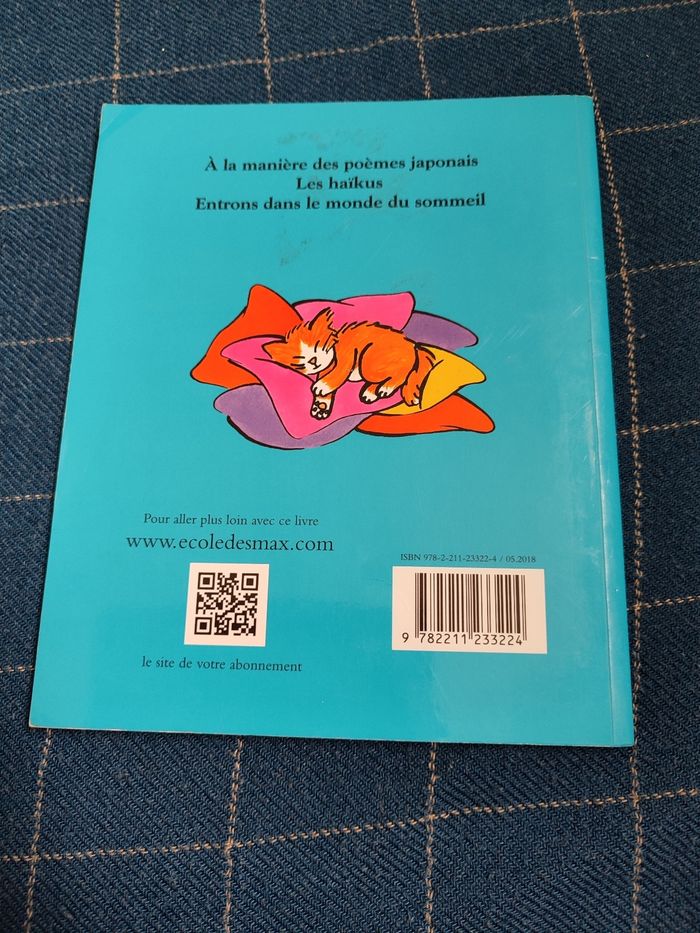 À la manière des poèmes japonais
Les haïkus
Entrons dans le monde du sommeil
Pour aller plus loin avec ce livre
www.ecoledesmax.com
le site de votre abonnement
ISBN 978-2-211-23322-4 / 05.2018
9 782211 233224